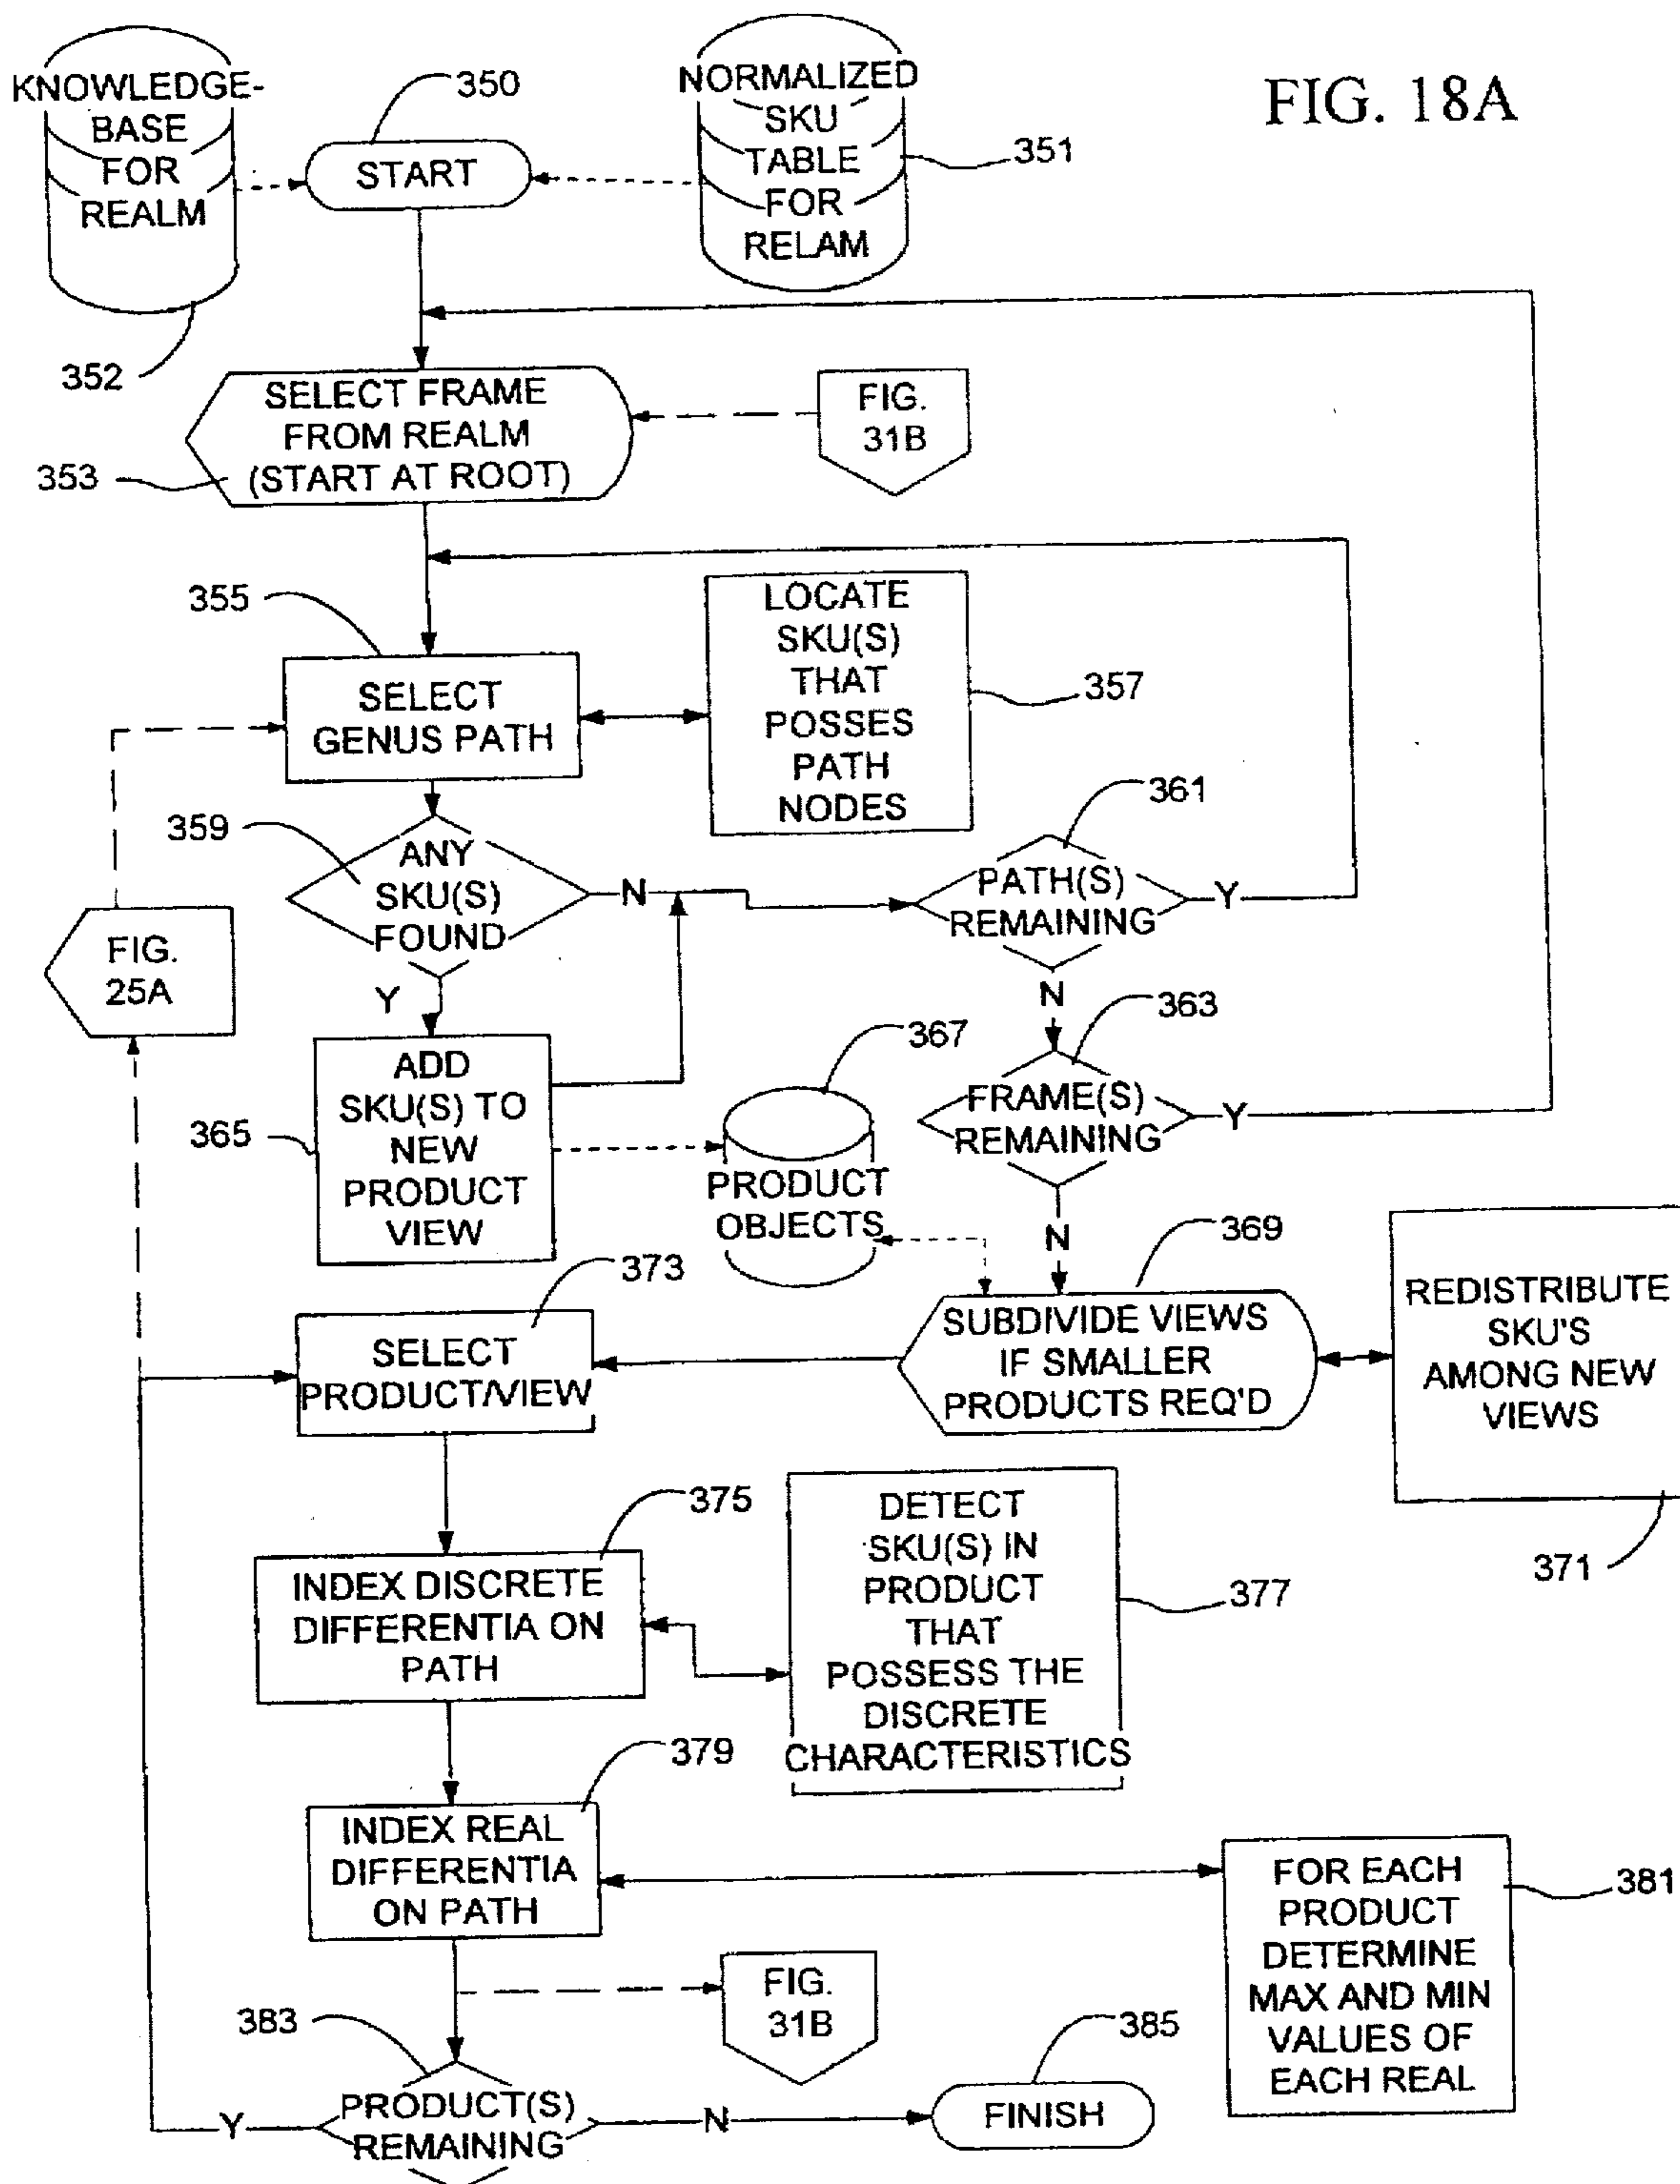 FIG. 18A
KNOWLEDGE-
BASE
FOR
REALM
352
350
START
NORMALIZED
SKU
TABLE
FOR
RELAM
351
SELECT FRAME
FROM REALM
(START AT ROOT)
353
FIG.
31B
355
SELECT
GENUS PATH
LOCATE
SKU(S)
THAT
POSSES
PATH
NODES
357
359
ANY
SKU(S)
FOUND
N
Y
361
PATH(S)
REMAINING
Y
N
FIG.
25A
363
FRAME(S)
REMAINING
Y
N
365
ADD
SKU(S) TO
NEW
PRODUCT
VIEW
367
PRODUCT
OBJECTS
369
SUBDIVIDE VIEWS
IF SMALLER
PRODUCTS REQ'D
REDISTRIBUTE
SKU'S
AMONG NEW
VIEWS
371
373
SELECT
PRODUCT/VIEW
375
INDEX DISCRETE
DIFFERENTIA ON
PATH
DETECT
SKU(S) IN
PRODUCT
THAT
POSSESS THE
DISCRETE
CHARACTERISTICS
377
379
INDEX REAL
DIFFERENTIA
ON PATH
FOR EACH
PRODUCT
DETERMINE
MAX AND MIN
VALUES OF
EACH REAL
381
FIG.
31B
383
PRODUCT(S)
REMAINING
Y
N
385
FINISH